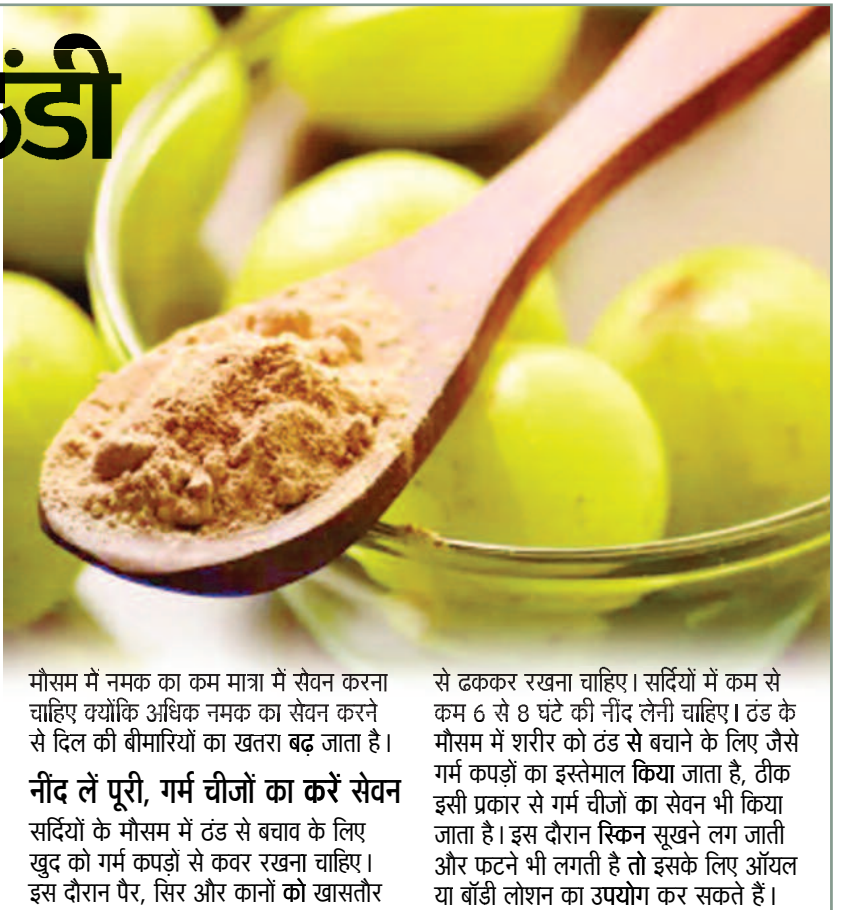 ठंडी
मौसम में नमक का कम मात्रा में सेवन करना
चाहिए क्योंकि अधिक नमक का सेवन करने
से दिल की बीमारियों का खतरा बढ़ जाता है।
नींद लें पूरी, गर्म चीजों का करें सेवन
सर्दियों के मौसम में ठंड से बचाव के लिए
खुद को गर्म कपड़ों से कवर रखना चाहिए।
इस दौरान पैर, सिर और कानों को खासतौर
से ढककर रखना चाहिए। सर्दियों में कम से
कम 6 से 8 घंटे की नींद लेनी चाहिए। ठंड के
मौसम में शरीर को ठंड से बचाने के लिए जैसे
गर्म कपड़ों का इस्तेमाल किया जाता है, ठीक
इसी प्रकार से गर्म चीजों का सेवन भी किया
जाता है। इस दौरान स्किन सूखने लग जाती
और फटने भी लगती है तो इसके लिए ऑयल
या बॉडी लोशन का उपयोग कर सकते हैं।